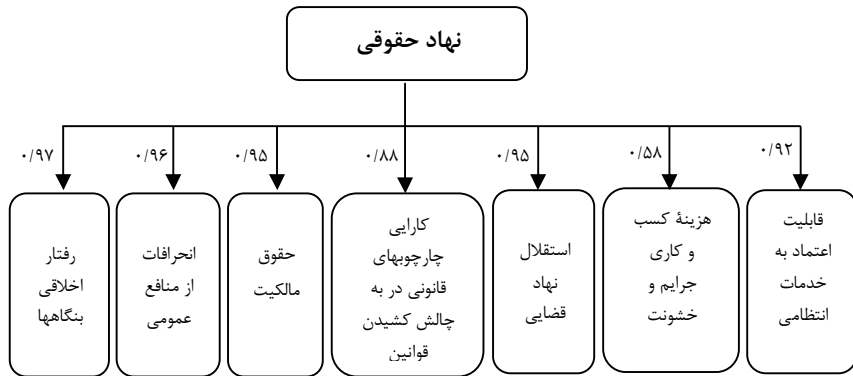 نهاد حقوقی
۰/۹۲
۰/۵۸
۰/۹۵
۰/۸۸
۰/۹۵
۰/۹۶
۰/۹۷
قابلیت
اعتماد به
خدمات
انتظامی
هزینۀ کسب
و کاری
جرایم و
خشونت
استقلال
نهاد
قضایی
کارایی
چارچوبهای
قانونی در به
چالش کشیدن
قوانین
حقوق
مالکیت
انحرافات
از منافع
عمومی
رفتار
اخلاقی
بنگاهها